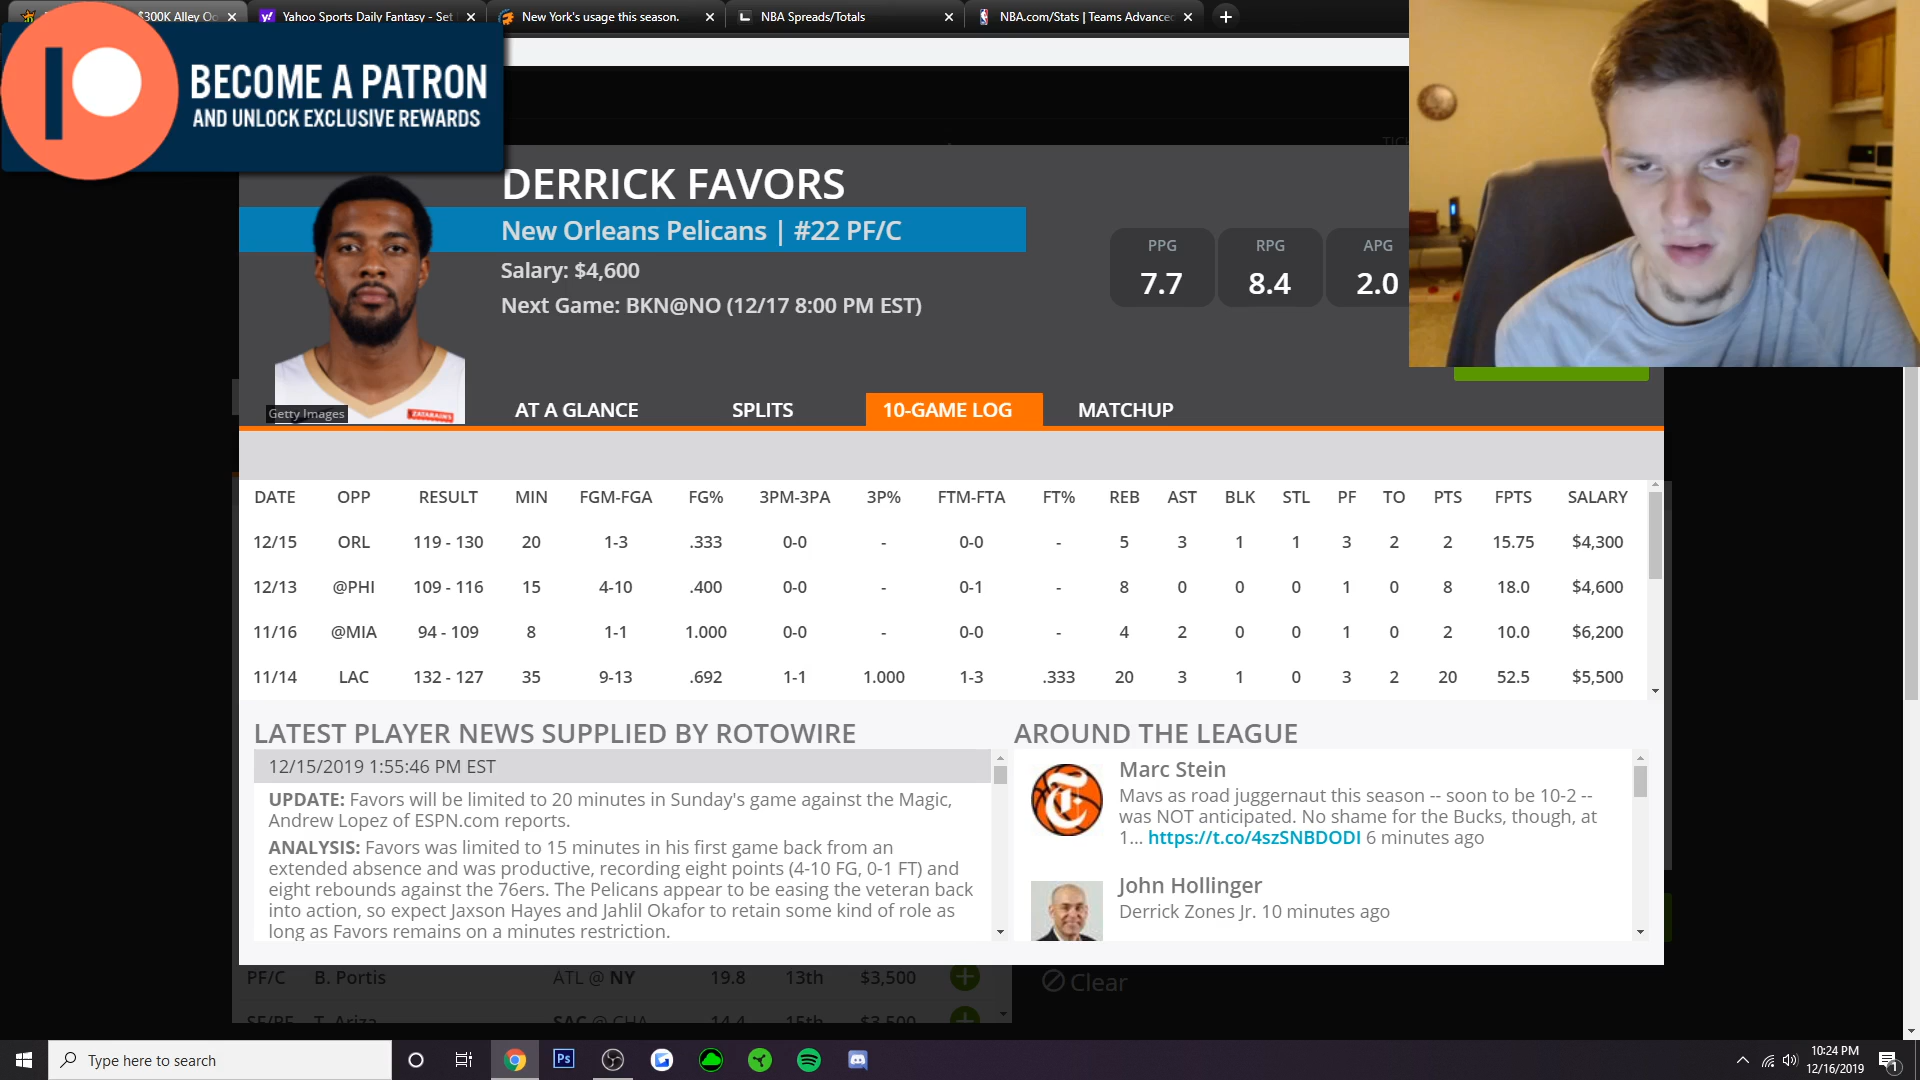 $300K Alley Oo
Yahoo Sports Daily Fantasy - Set
New York's usage this season.
NBA Spreads/Totals
NBA.com/Stats | Teams Advanced
BECOME A PATRON
AND UNLOCK EXCLUSIVE REWARDS
DERRICK FAVORS
New Orleans Pelicans | #22 PF/C
Salary: $4,600
Next Game: BKN@NO (12/17 8:00 PM EST)
PPG RPG APG
7.7 8.4 2.0
Getty Images
ZATARAINS
AT A GLANCE SPLITS 10-GAME LOG MATCHUP
DATE OPP RESULT MIN FGM-FGA FG% 3PM-3PA 3P% FTM-FTA FT% REB AST BLK STL PF TO PTS FPTS SALARY
12/15 ORL 119 - 130 20 1-3 .333 0-0 - 0-0 - 5 3 1 1 3 2 2 15.75 $4,300
12/13 @PHI 109 - 116 15 4-10 .400 0-0 - 0-1 - 8 0 0 0 1 0 8 18.0 $4,600
11/16 @MIA 94 - 109 8 1-1 1.000 0-0 - 0-0 - 4 2 0 0 1 0 2 10.0 $6,200
11/14 LAC 132 - 127 35 9-13 .692 1-1 1.000 1-3 .333 20 3 1 0 3 2 20 52.5 $5,500
LATEST PLAYER NEWS SUPPLIED BY ROTOWIRE
12/15/2019 1:55:46 PM EST
UPDATE: Favors will be limited to 20 minutes in Sunday's game against the Magic,
Andrew Lopez of ESPN.com reports.
ANALYSIS: Favors was limited to 15 minutes in his first game back from an
extended absence and was productive, recording eight points (4-10 FG, 0-1 FT) and
eight rebounds against the 76ers. The Pelicans appear to be easing the veteran back
into action, so expect Jaxson Hayes and Jahlil Okafor to retain some kind of role as
long as Favors remains on a minutes restriction.
AROUND THE LEAGUE
Marc Stein
Mavs as road juggernaut this season -- soon to be 10-2 --
was NOT anticipated. No shame for the Bucks, though, at
1... https://t.co/4szSNBDODI 6 minutes ago
John Hollinger
Derrick Zones Jr. 10 minutes ago
PF/C B. Portis ATL @ NY 19.8 13th $3,500
SF/PF T. Ariza SAC @ CHA 14.4 15th $3,500
Clear
Type here to search
Ps
10:24 PM
12/16/2019
1